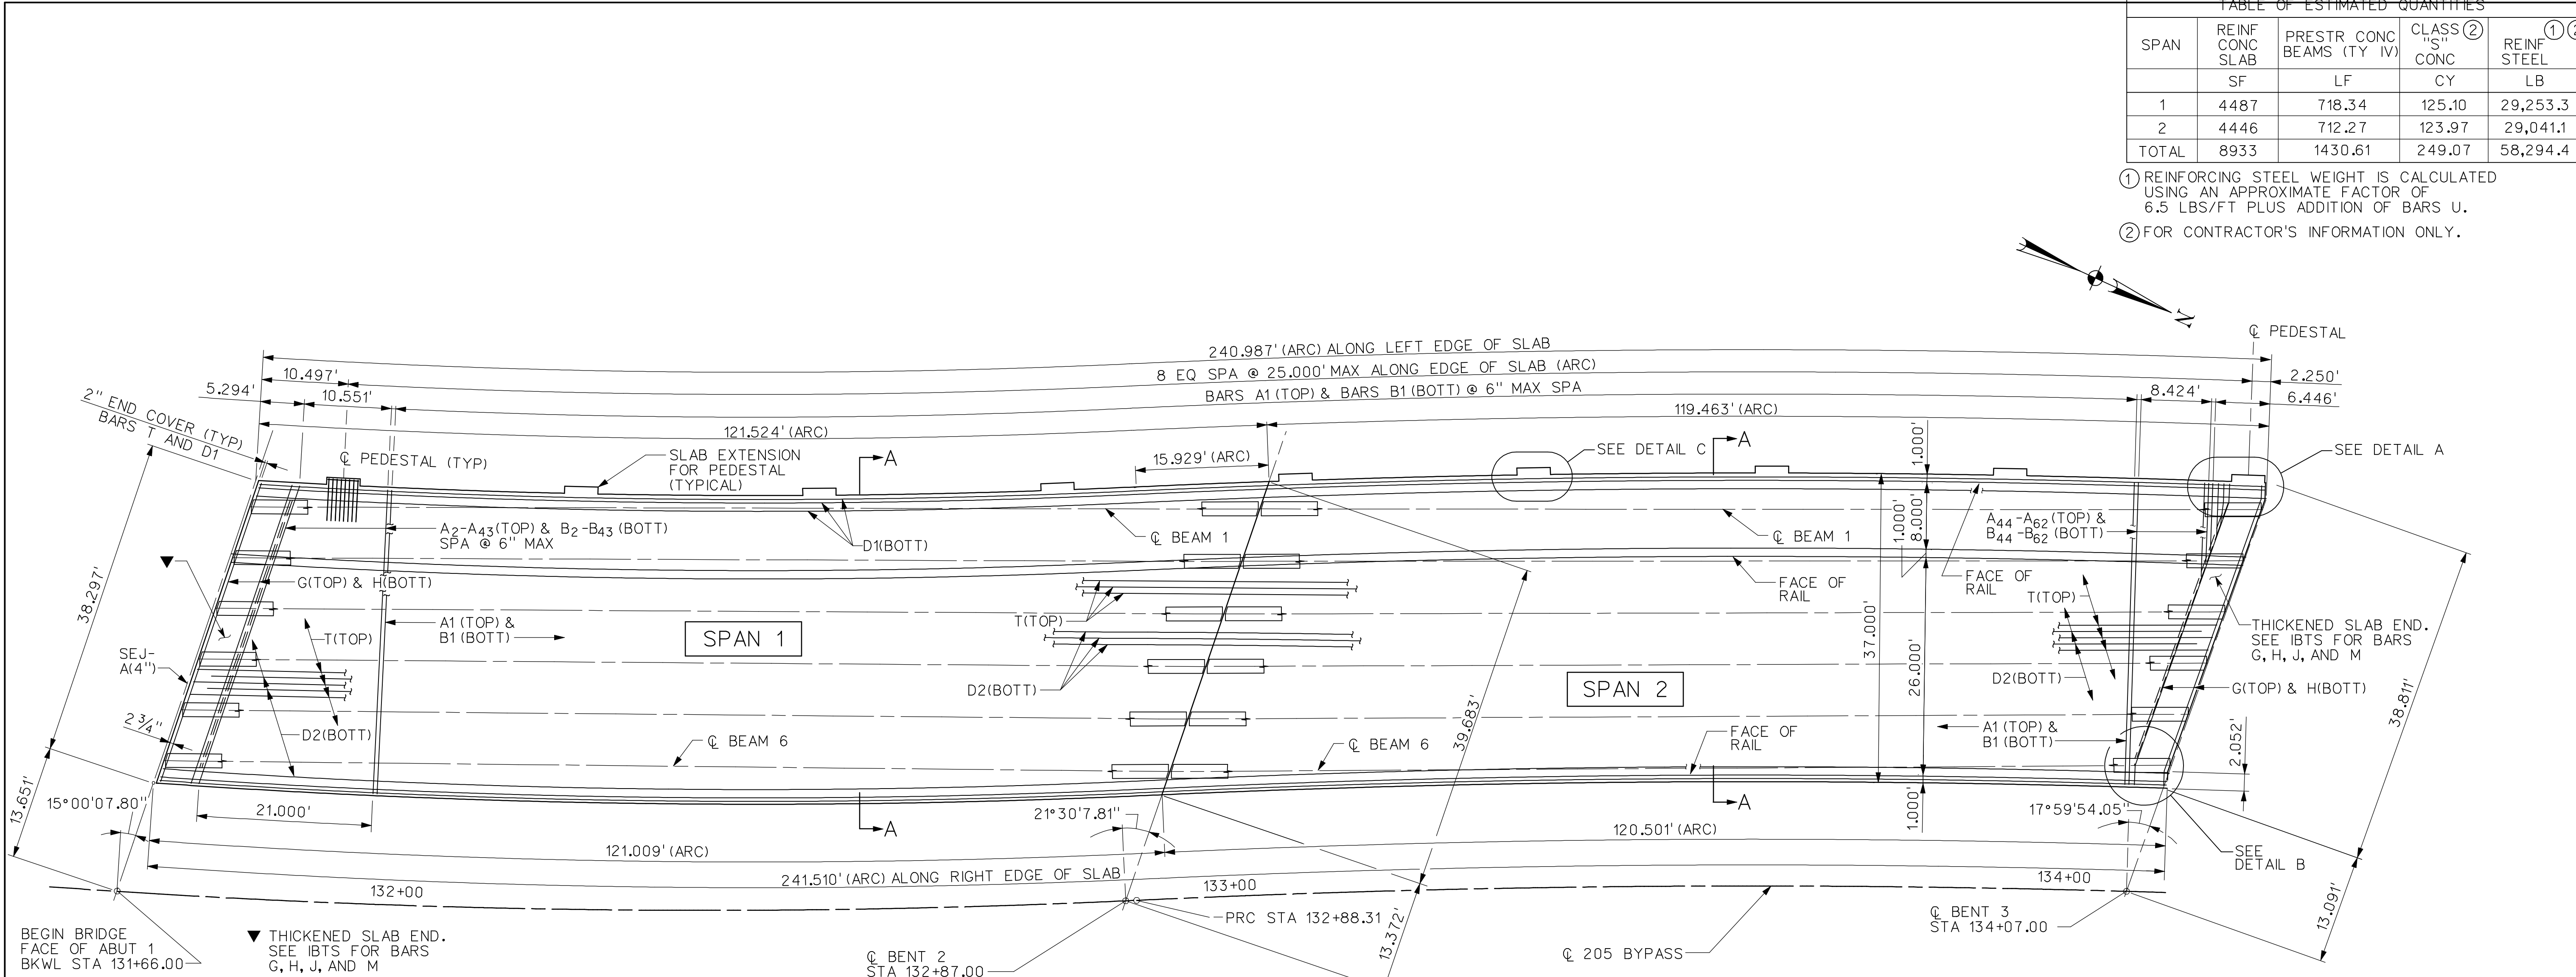 TABLE OF ESTIMATED QUANTITIES
SPAN
REINF CONC SLAB
PRESTR CONC BEAMS (TY IV)
CLASS ② "S" CONC
① ② REINF STEEL
SF LF CY LB
1 4487 718.34 125.10 29,253.3
2 4446 712.27 123.97 29,041.1
TOTAL 8933 1430.61 249.07 58,294.4
① REINFORCING STEEL WEIGHT IS CALCULATED
USING AN APPROXIMATE FACTOR OF
6.5 LBS/FT PLUS ADDITION OF BARS U.
② FOR CONTRACTOR'S INFORMATION ONLY.
N
℄ PEDESTAL
240.987' (ARC) ALONG LEFT EDGE OF SLAB
8 EQ SPA @ 25.000' MAX ALONG EDGE OF SLAB (ARC)
BARS A1 (TOP) & BARS B1 (BOTT) @ 6" MAX SPA
10.497'
5.294'
10.551'
2.250'
8.424'
6.446'
119.463' (ARC)
121.524' (ARC)
2" END COVER (TYP)
BARS T AND D1
℄ PEDESTAL (TYP)
SLAB EXTENSION
FOR PEDESTAL
(TYPICAL)
A
15.929' (ARC)
SEE DETAIL C
A
1.000'
SEE DETAIL A
A2-A43 (TOP) & B2-B43 (BOTT)
SPA @ 6" MAX
D1(BOTT)
℄ BEAM 1
℄ BEAM 1
1.000'
8.000'
A44-A62 (TOP) &
B44-B62 (BOTT)
38.297'
G(TOP) & H(BOTT)
FACE OF
RAIL
FACE OF
RAIL
T(TOP)
T(TOP)
A1 (TOP) &
B1 (BOTT)
SPAN 1
T(TOP)
37.000'
THICKENED SLAB END.
SEE IBTS FOR BARS
G, H, J, AND M
SEJ-
A(4")
D2(BOTT)
SPAN 2
26.000'
D2(BOTT)
G(TOP) & H(BOTT)
38.811'
2 ¾"
D2(BOTT)
39.683'
℄ BEAM 6
℄ BEAM 6
FACE OF
RAIL
A1 (TOP) &
B1 (BOTT)
2.052'
13.651'
15°00'07.80"
21.000'
A
21°30'7.81"
A
1.000'
17°59'54.05"
121.009' (ARC)
120.501' (ARC)
SEE
DETAIL B
241.510' (ARC) ALONG RIGHT EDGE OF SLAB
132+00
133+00
134+00
13.091'
PRC STA 132+88.31
13.372'
℄ BENT 3
STA 134+07.00
BEGIN BRIDGE
FACE OF ABUT 1
BKWL STA 131+66.00
▼ THICKENED SLAB END.
SEE IBTS FOR BARS
G, H, J, AND M
℄ BENT 2
STA 132+87.00
℄ 205 BYPASS